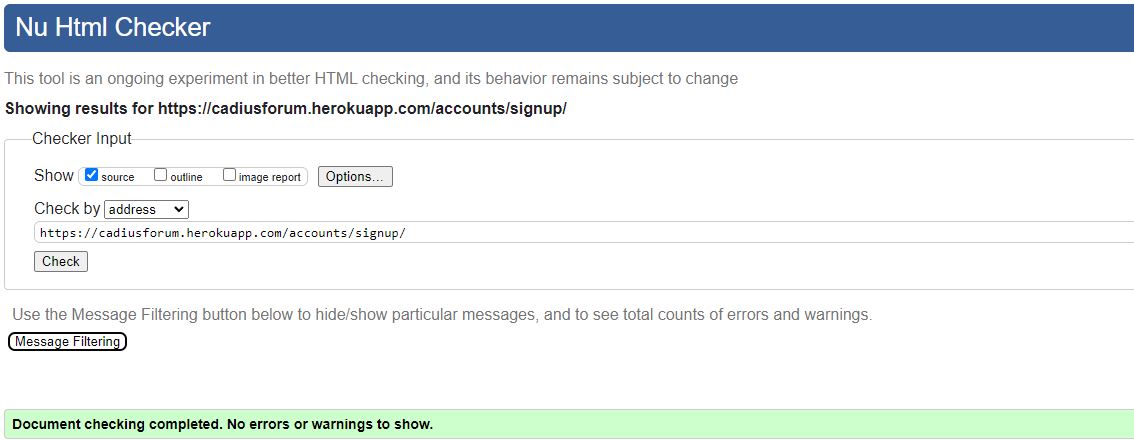 Nu Html Checker
This tool is an ongoing experiment in better HTML checking, and its behavior remains subject to change
Showing results for https://cadiusforum.herokuapp.com/accounts/signup/
Checker Input
Show source outline image report Options...
Check by address
https://cadiusforum.herokuapp.com/accounts/signup/
Check
Use the Message Filtering button below to hide/show particular messages, and to see total counts of errors and warnings.
Message Filtering
Document checking completed. No errors or warnings to show.